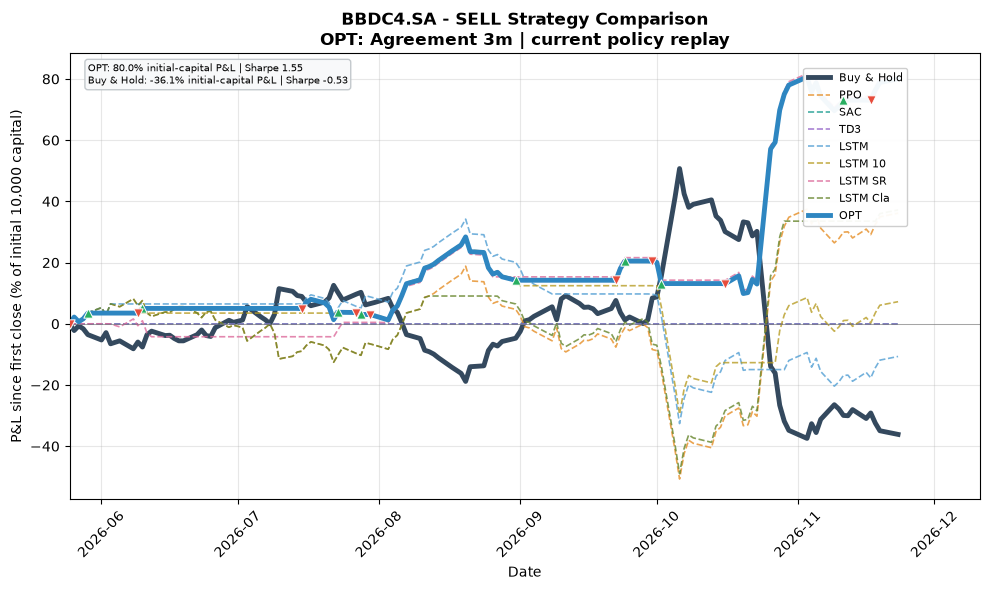 BBDC4.SA - SELL Strategy Comparison
OPT: Agreement 3m | current policy replay
OPT: 80.0% initial-capital P&L | Sharpe 1.55
Buy & Hold: -36.1% initial-capital P&L | Sharpe -0.53
Buy & Hold
PPO
SAC
TD3
LSTM
LSTM 10
LSTM SR
LSTM Cla
OPT
P&L since first close (% of initial 10,000 capital)
80
60
40
20
0
−20
−40
2026-06
2026-07
2026-08
2026-09
2026-10
2026-11
2026-12
Date